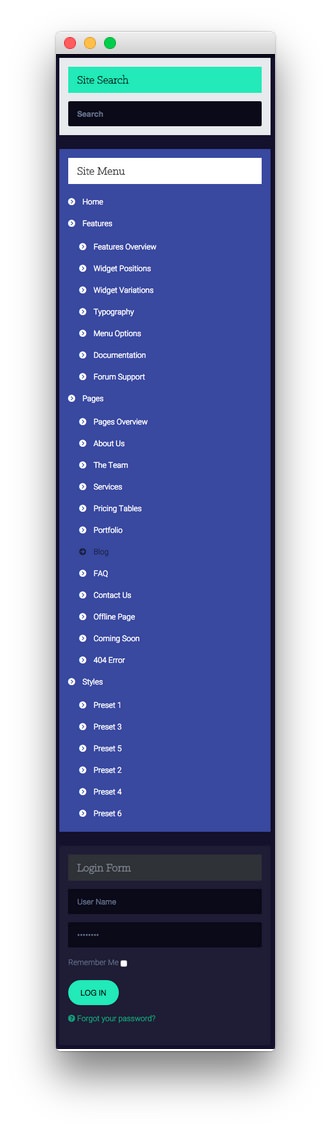 Site Search
Search
Site Menu
Home
Features
Features Overview
Widget Positions
Widget Variations
Typography
Menu Options
Documentation
Forum Support
Pages
Pages Overview
About Us
The Team
Services
Pricing Tables
Portfolio
Blog
FAQ
Contact Us
Offline Page
Coming Soon
404 Error
Styles
Preset 1
Preset 3
Preset 5
Preset 2
Preset 4
Preset 6
Login Form
User Name
••••••••
Remember Me
LOG IN
Forgot your password?